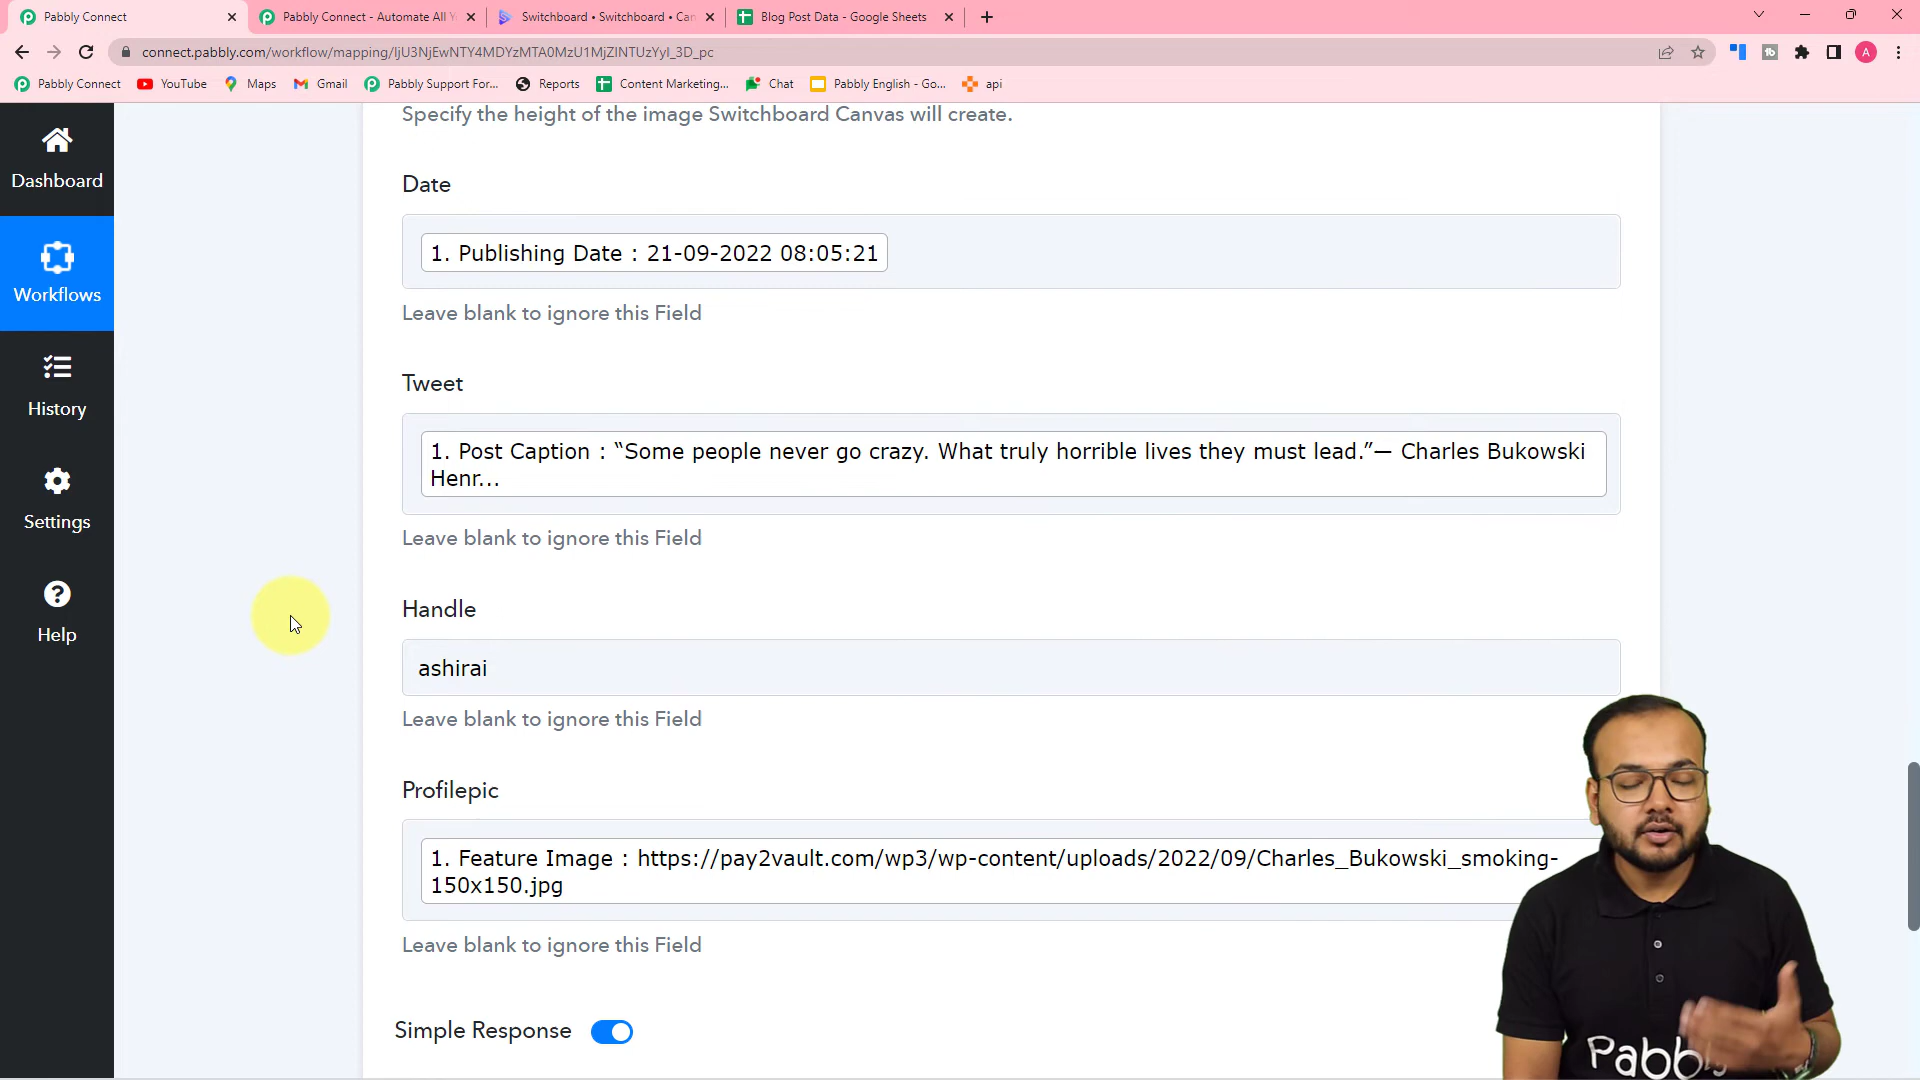 Pabbly Connect
Pabbly Connect - Automate All Y
Switchboard • Switchboard • Can
Blog Post Data - Google Sheets
connect.pabbly.com/workflow/mapping/IjU3NjEwNTY4MDYzMTA0MzU1MjZlNTUzYyI_3D_pc
A
Pabbly Connect
YouTube
Maps
Gmail
Pabbly Support For...
Reports
Content Marketing...
Chat
Pabbly English - Go...
api
Dashboard
Workflows
History
Settings
Help
Specify the height of the image Switchboard Canvas will create.
Date
1. Publishing Date : 21-09-2022 08:05:21
Leave blank to ignore this Field
Tweet
1. Post Caption : “Some people never go crazy. What truly horrible lives they must lead.”― Charles Bukowski
Henr...
Leave blank to ignore this Field
Handle
ashirai
Leave blank to ignore this Field
Profilepic
1. Feature Image : https://pay2vault.com/wp3/wp-content/uploads/2022/09/Charles_Bukowski_smoking-
150x150.jpg
Leave blank to ignore this Field
Simple Response
Pabbly